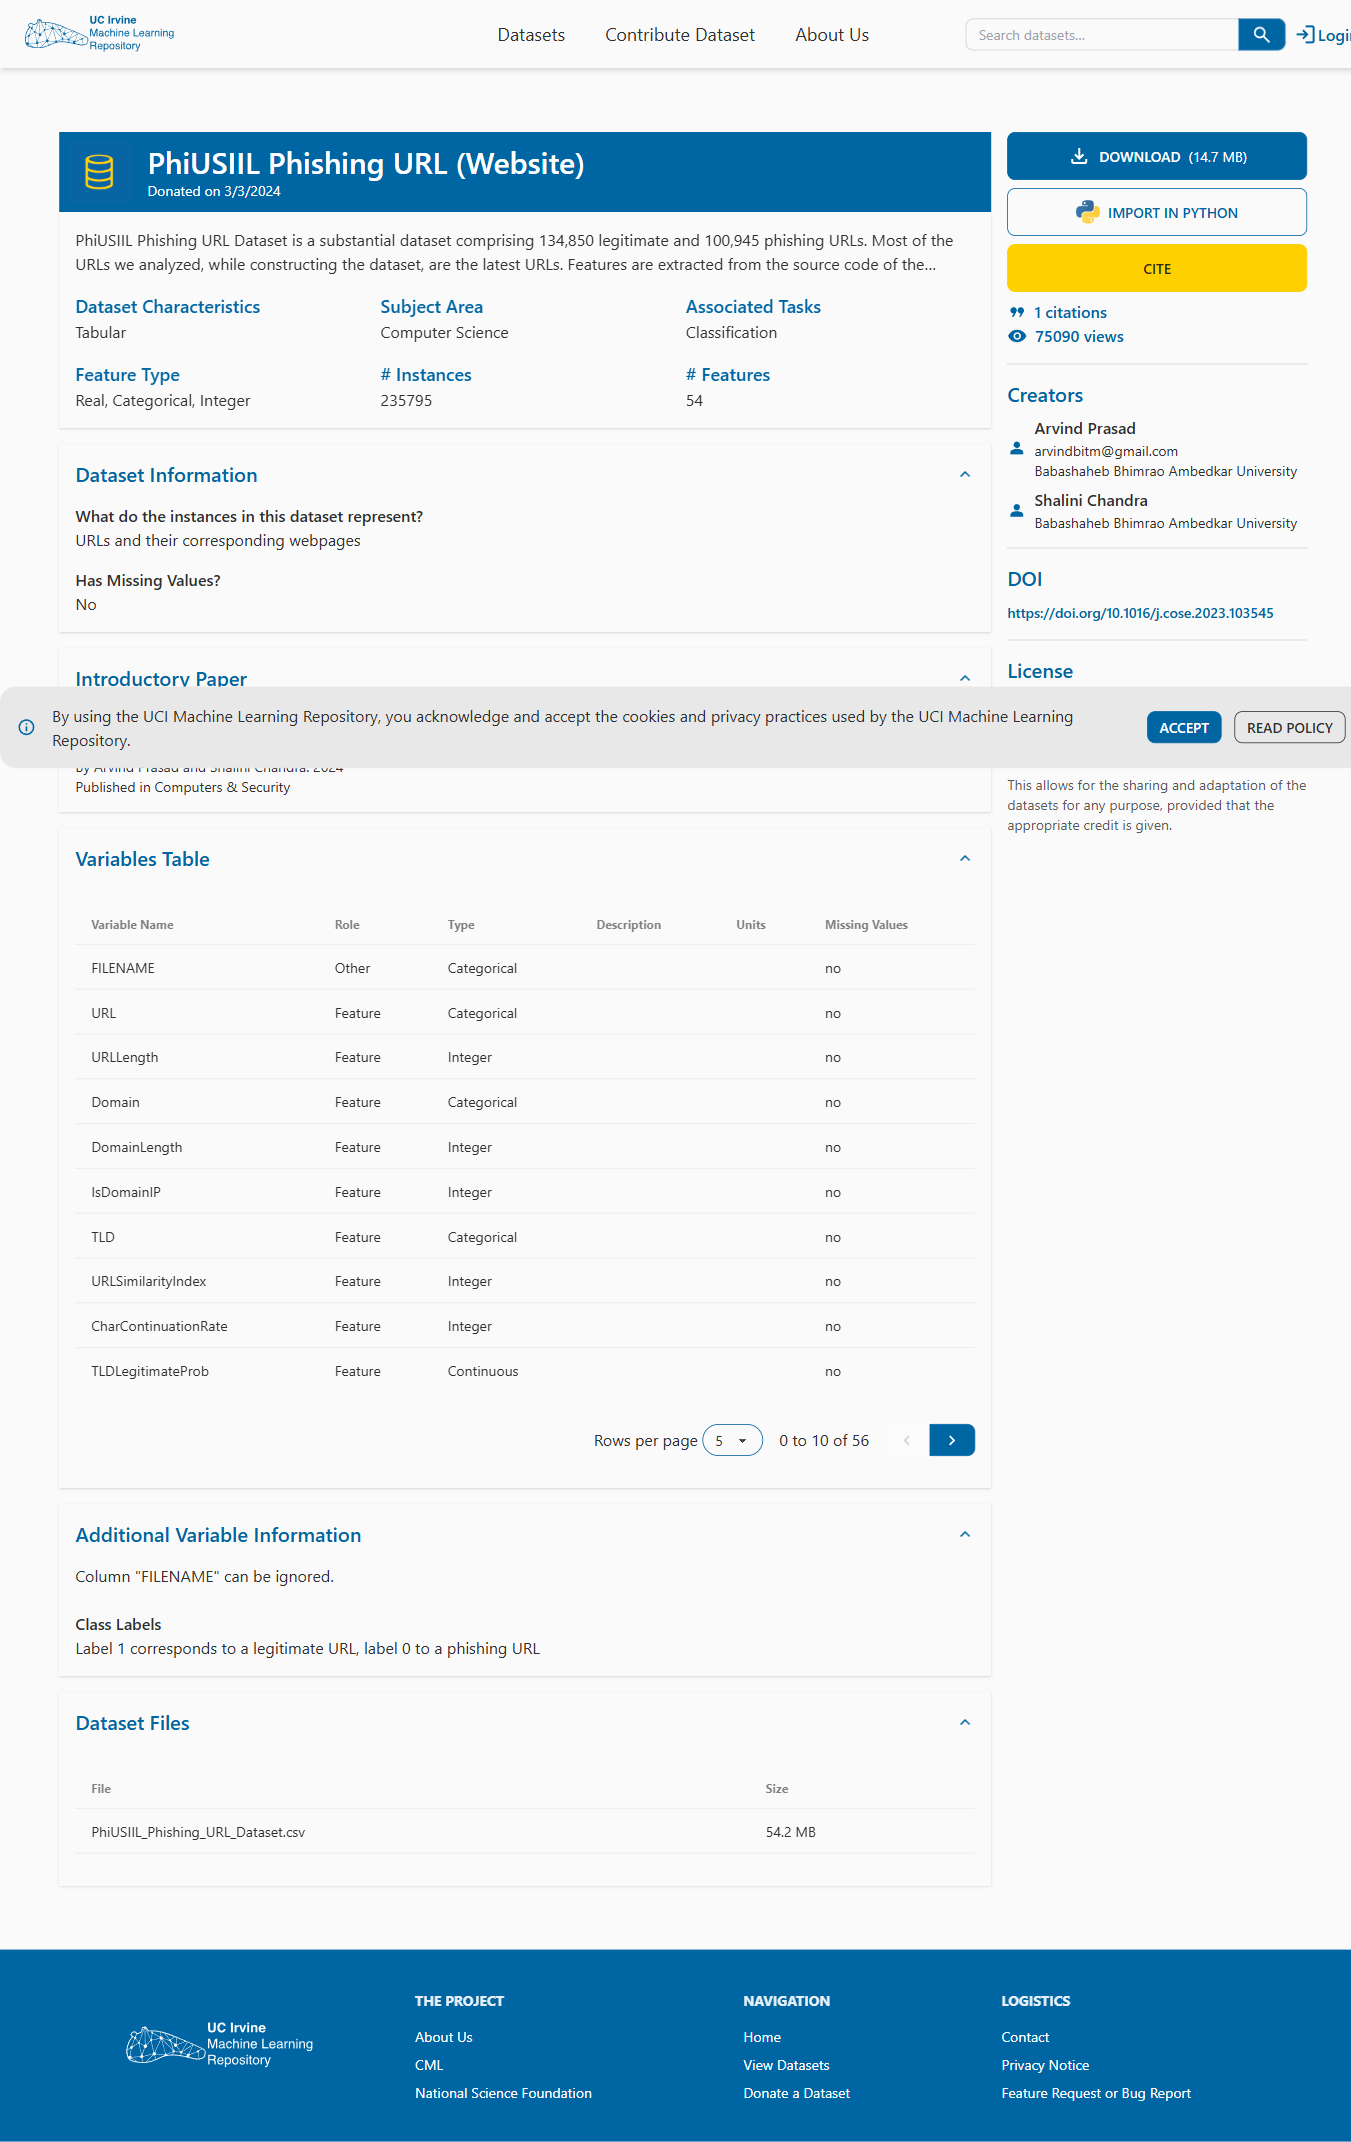 UC Irvine
Machine Learning
Repository
Datasets
Contribute Dataset
About Us
Search datasets...
Logi
PhiUSIIL Phishing URL (Website)
Donated on 3/3/2024
PhiUSIIL Phishing URL Dataset is a substantial dataset comprising 134,850 legitimate and 100,945 phishing URLs. Most of the
URLs we analyzed, while constructing the dataset, are the latest URLs. Features are extracted from the source code of the...
Dataset Characteristics
Tabular
Subject Area
Computer Science
Associated Tasks
Classification
Feature Type
Real, Categorical, Integer
# Instances
235795
# Features
54
DOWNLOAD (14.7 MB)
IMPORT IN PYTHON
CITE
1 citations
75090 views
Creators
Arvind Prasad
arvindbitm@gmail.com
Babashaheb Bhimrao Ambedkar University
Shalini Chandra
Babashaheb Bhimrao Ambedkar University
DOI
https://doi.org/10.1016/j.cose.2023.103545
License
This allows for the sharing and adaptation of the
datasets for any purpose, provided that the
appropriate credit is given.
Dataset Information
What do the instances in this dataset represent?
URLs and their corresponding webpages
Has Missing Values?
No
Introductory Paper
By using the UCI Machine Learning Repository, you acknowledge and accept the cookies and privacy practices used by the UCI Machine Learning
Repository.
ACCEPT
READ POLICY
By Arvind Prasad and Shalini Chandra. 2024
Published in Computers & Security
Variables Table
Variable Name Role Type Description Units Missing Values
FILENAME Other Categorical no
URL Feature Categorical no
URLLength Feature Integer no
Domain Feature Categorical no
DomainLength Feature Integer no
IsDomainIP Feature Integer no
TLD Feature Categorical no
URLSimilarityIndex Feature Integer no
CharContinuationRate Feature Integer no
TLDLegitimateProb Feature Continuous no
Rows per page 5 0 to 10 of 56
Additional Variable Information
Column "FILENAME" can be ignored.
Class Labels
Label 1 corresponds to a legitimate URL, label 0 to a phishing URL
Dataset Files
File Size
PhiUSIIL_Phishing_URL_Dataset.csv 54.2 MB
UC Irvine
Machine Learning
Repository
THE PROJECT
About Us
CML
National Science Foundation
NAVIGATION
Home
View Datasets
Donate a Dataset
LOGISTICS
Contact
Privacy Notice
Feature Request or Bug Report